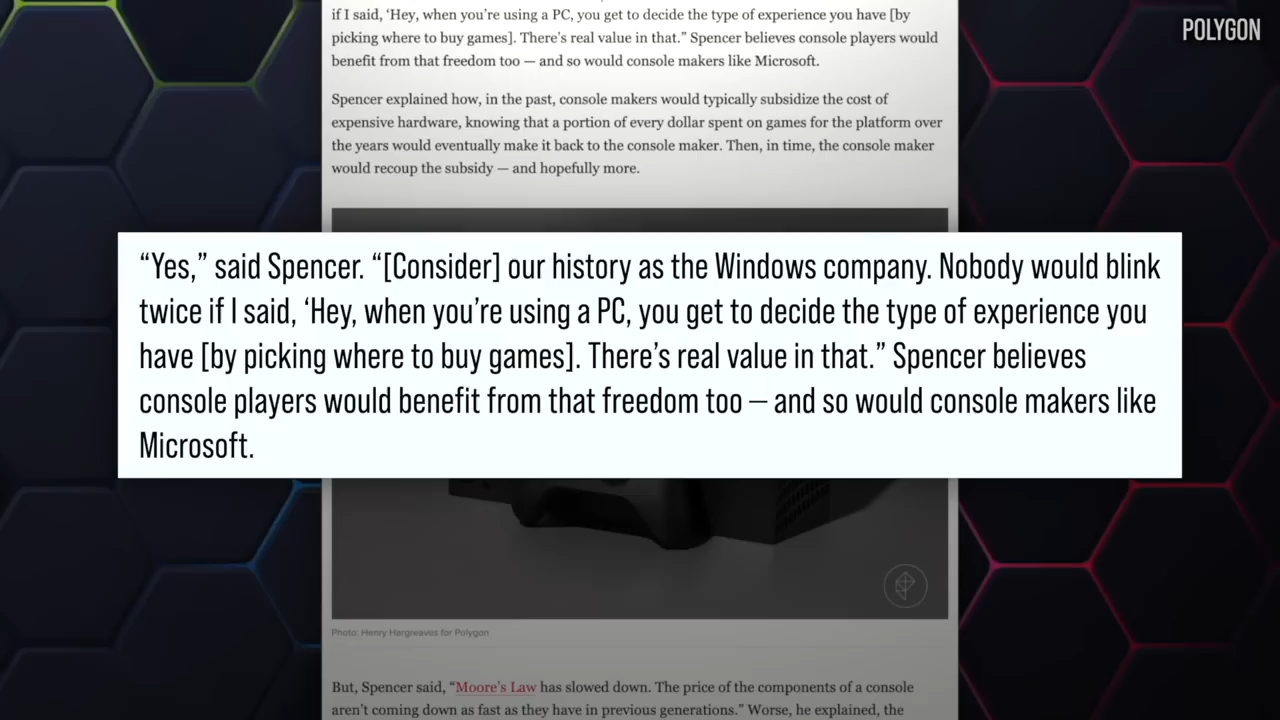 POLYGON
if I said, ‘Hey, when you’re using a PC, you get to decide the type of experience you have [by
picking where to buy games]. There’s real value in that.” Spencer believes console players would
benefit from that freedom too — and so would console makers like Microsoft.
Spencer explained how, in the past, console makers would typically subsidize the cost of
expensive hardware, knowing that a portion of every dollar spent on games for the platform over
the years would eventually make it back to the console maker. Then, in time, the console maker
would recoup the subsidy — and hopefully more.
“Yes,” said Spencer. “[Consider] our history as the Windows company. Nobody would blink
twice if I said, ‘Hey, when you’re using a PC, you get to decide the type of experience you
have [by picking where to buy games]. There’s real value in that.” Spencer believes
console players would benefit from that freedom too — and so would console makers like
Microsoft.
Photo: Henry Hargreaves for Polygon
But, Spencer said, “Moore’s Law has slowed down. The price of the components of a console
aren’t coming down as fast as they have in previous generations.” Worse, he explained, the